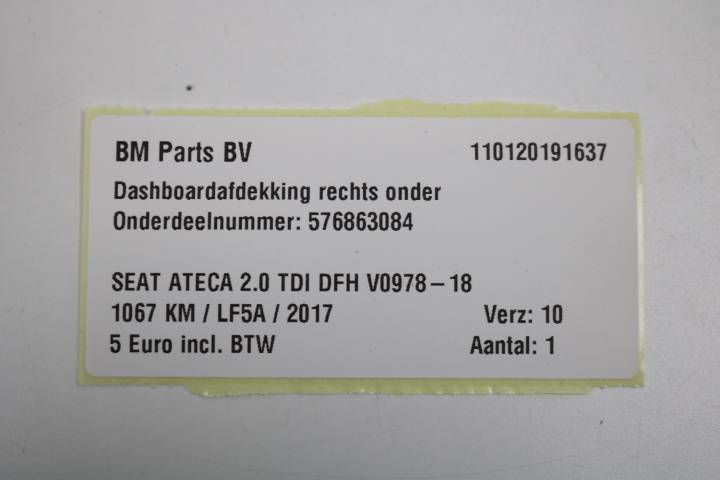 BM Parts BV 110120191637
Dashboardafdekking rechts onder
Onderdeelnummer: 576863084
SEAT ATECA 2.0 TDI DFH V0978-18
1067 KM / LF5A / 2017 Verz: 10
5 Euro incl. BTW Aantal: 1